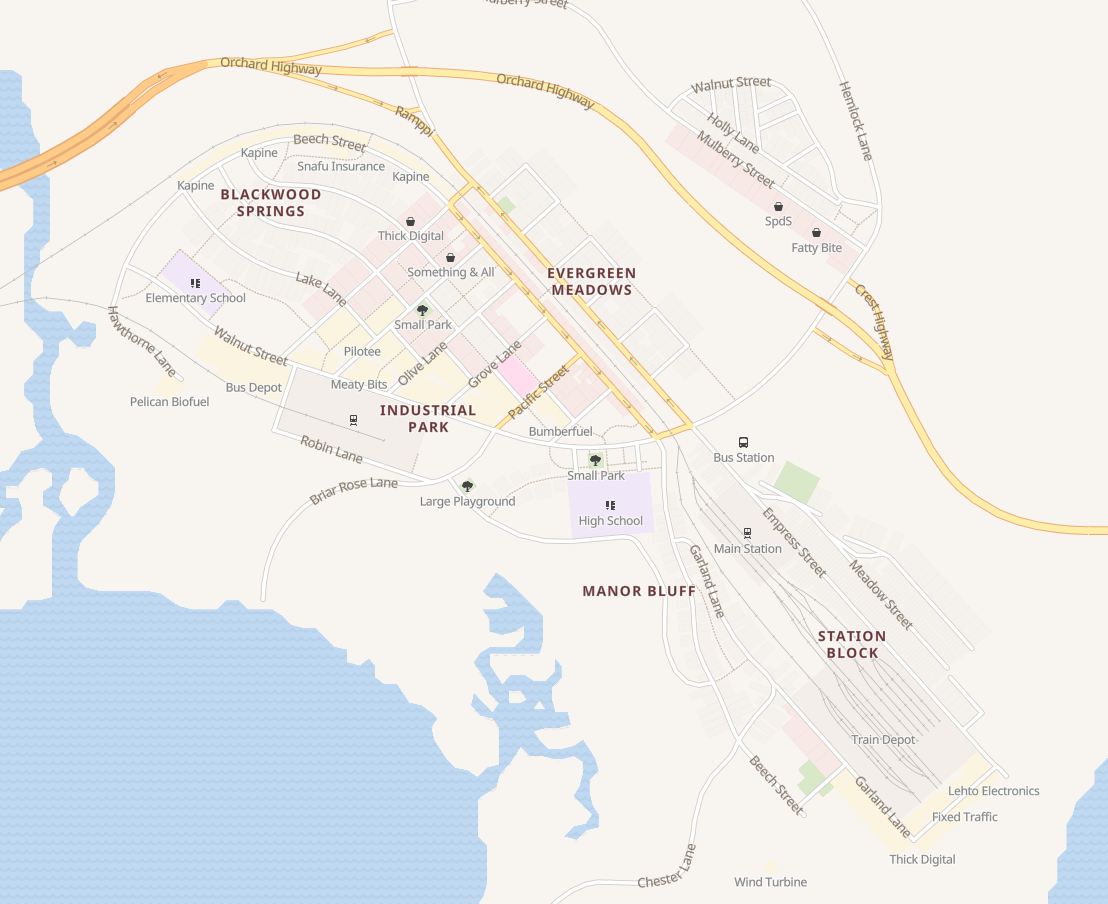 Mulberry Street
Orchard Highway
Orchard Highway
Ramppi
Walnut Street
Hemlock Lane
Holly Lane
Mulberry Street
Beech Street
Kapine
Snafu Insurance
Kapine
Kapine
BLACKWOOD
SPRINGS
SpdS
Fatty Bite
Thick Digital
Something & All
EVERGREEN
MEADOWS
Elementary School
Lake Lane
Crest Highway
Small Park
Hawthorne Lane
Walnut Street
Pilotee
Olive Lane
Grove Lane
Meaty Bits
Bus Depot
Pacific Street
Pelican Biofuel
INDUSTRIAL
PARK
Bumberfuel
Robin Lane
Bus Station
Small Park
Briar Rose Lane
Large Playground
High School
Main Station
Empress Street
Garland Lane
Meadow Street
MANOR BLUFF
STATION
BLOCK
Train Depot
Beech Street
Garland Lane
Lehto Electronics
Fixed Traffic
Thick Digital
Chester Lane
Wind Turbine